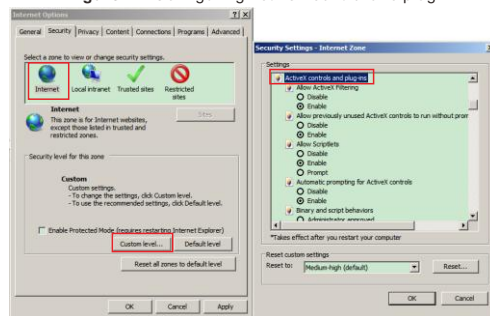 Internet Options
General Security Privacy Content Connections Programs Advanced
Select a zone to view or change security settings.
Internet Local intranet Trusted sites Restricted sites
Internet
This zone is for Internet websites, except those listed in trusted and restricted zones.
Sites
Security level for this zone
Custom
Custom settings.
- To change the settings, click Custom level.
- To use the recommended settings, click Default level.
Enable Protected Mode (requires restarting Internet Explorer)
Custom level... Default level
Reset all zones to default level
OK Cancel Apply
Security Settings - Internet Zone
Settings
ActiveX controls and plug-ins
Allow ActiveX Filtering
Disable
Enable
Allow previously unused ActiveX controls to run without pror
Disable
Enable
Allow Scriptlets
Disable
Enable
Prompt
Automatic prompting for ActiveX controls
Disable
Enable
Binary and script behaviors
Administrator approved
*Takes effect after you restart your computer
Reset custom settings
Reset to: Medium-high (default) Reset...
OK Cancel